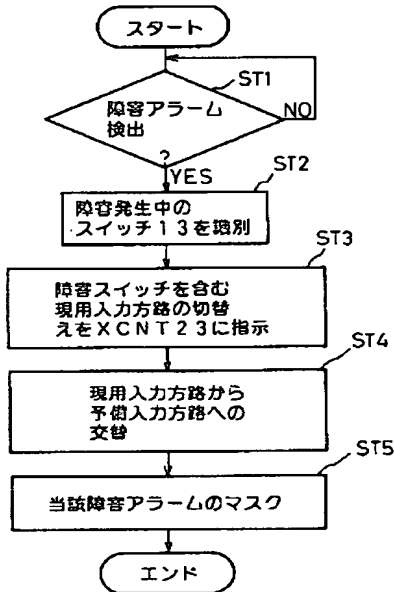 スタート
ST1
障害アラーム
検出
?
NO
YES
ST2
障害発生中の
スイッチ13を識別
ST3
障害スイッチを含む
現用入力方路の切替
えをXCNT23に指示
ST4
現用入力方路から
予備入力方路への
交替
ST5
当該障害アラームのマスク
エンド